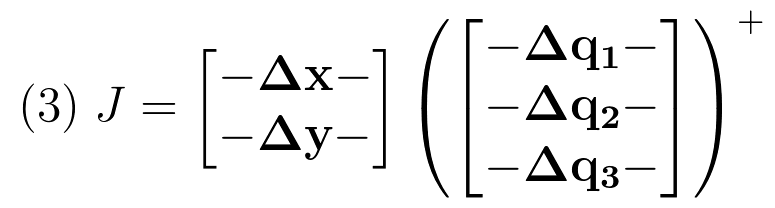 (3) J = [ −Δx− ; −Δy− ] ( [ −Δq₁− ; −Δq₂− ; −Δq₃− ] )⁺